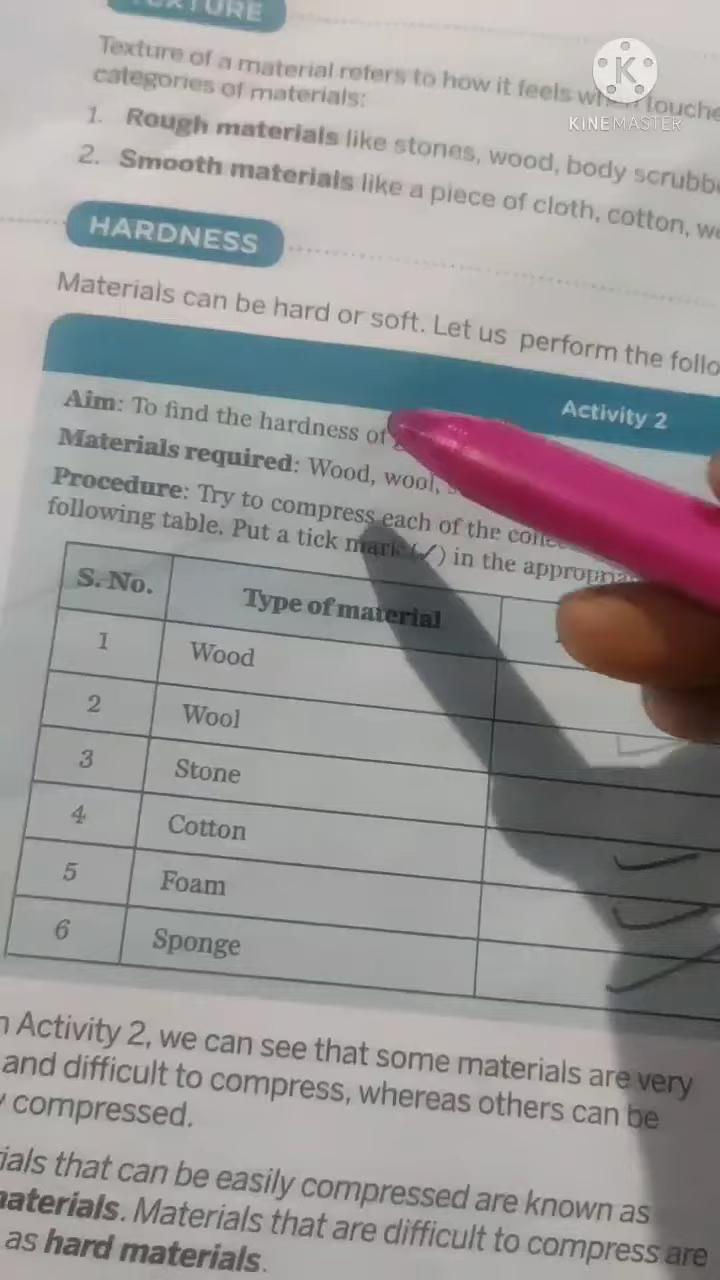 TEXTURE
Texture of a material refers to how it feels when touche
categories of materials:
KINEMASTER
1. Rough materials like stones, wood, body scrubb
2. Smooth materials like a piece of cloth, cotton, w
HARDNESS
Materials can be hard or soft. Let us perform the follo
Activity 2
Aim: To find the hardness of
Materials required: Wood, wool,
Procedure: Try to compress each of the
following table. Put a tick mark (✓) in the
S. No. Type of material
1 Wood
2 Wool ✓
3 Stone
4 Cotton ✓
5 Foam ✓
6 Sponge ✓
n Activity 2, we can see that some materials are very
and difficult to compress, whereas others can be
y compressed.
ials that can be easily compressed are known as
materials. Materials that are difficult to compress are
as hard materials.